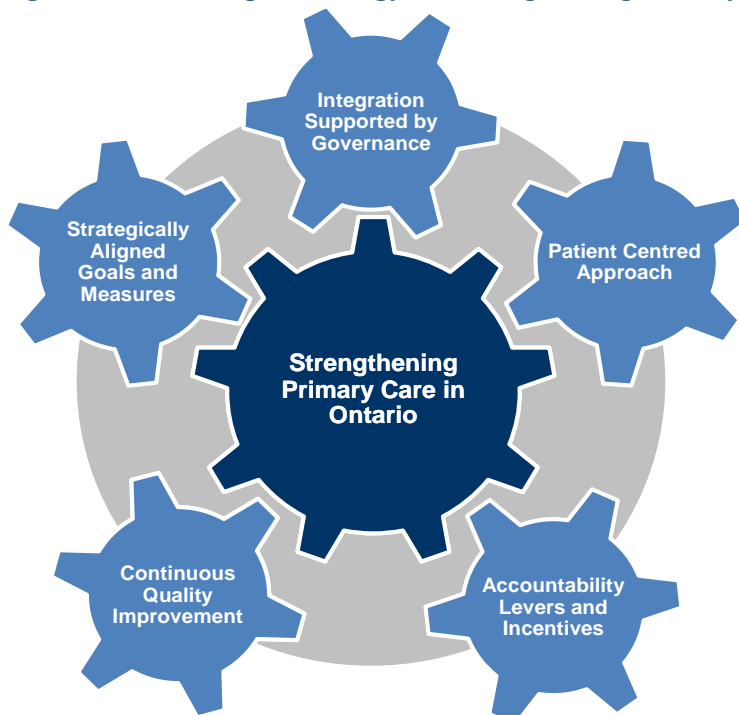 Integration
Supported by
Governance
Patient Centred
Approach
Accountability
Levers and
Incentives
Continuous
Quality
Improvement
Strategically
Aligned
Goals and
Measures
Strengthening
Primary Care in
Ontario